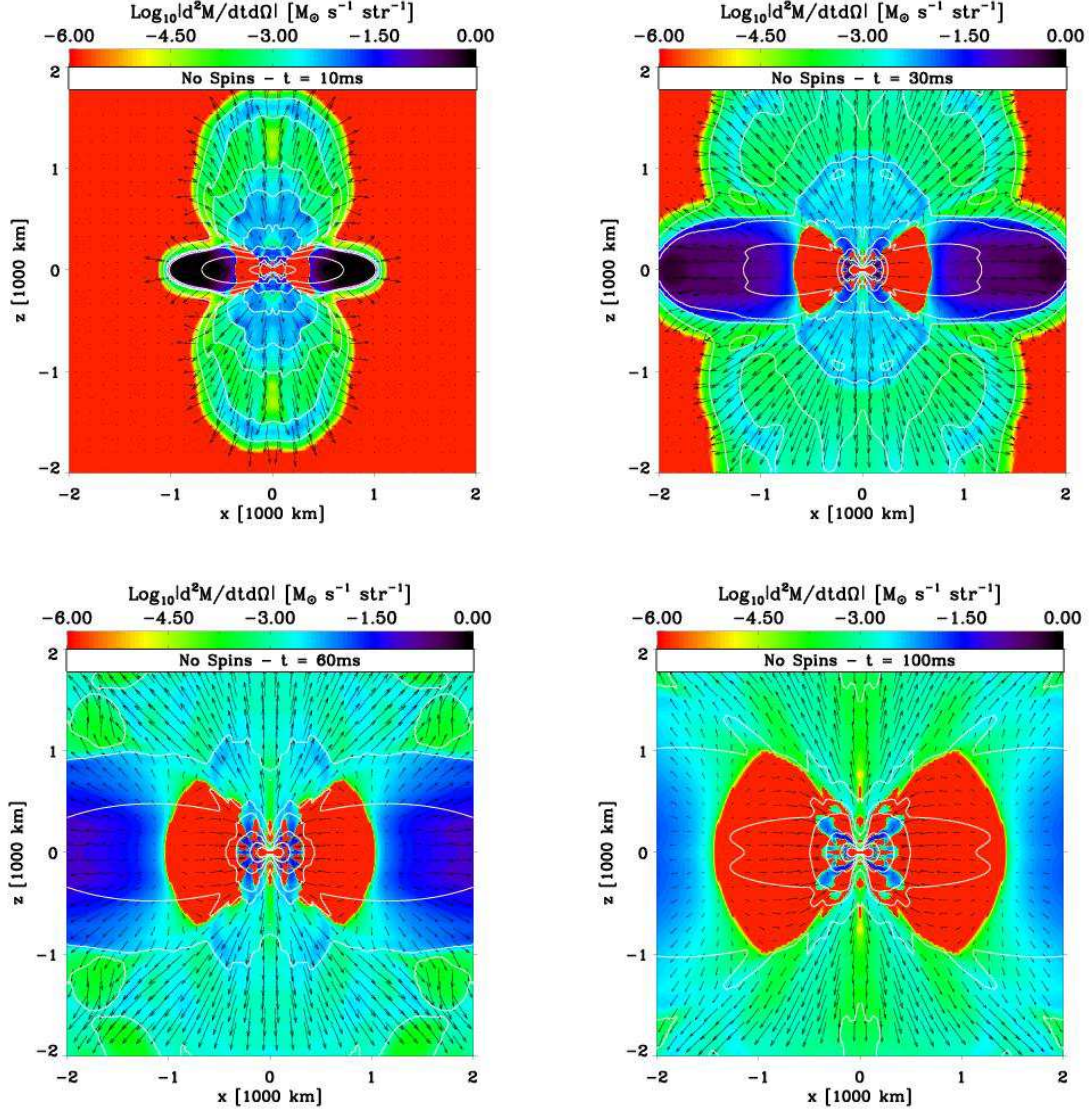 Log₁₀|d²M/dtdΩ| [M⊙ s⁻¹ str⁻¹]
−6.00 −4.50 −3.00 −1.50 0.00
No Spins − t = 10ms
2
1
0
−1
−2
z [1000 km]
−2 −1 0 1 2
x [1000 km]
Log₁₀|d²M/dtdΩ| [M⊙ s⁻¹ str⁻¹]
−6.00 −4.50 −3.00 −1.50 0.00
No Spins − t = 30ms
2
1
0
−1
−2
z [1000 km]
−2 −1 0 1 2
x [1000 km]
Log₁₀|d²M/dtdΩ| [M⊙ s⁻¹ str⁻¹]
−6.00 −4.50 −3.00 −1.50 0.00
No Spins − t = 60ms
2
1
0
−1
−2
z [1000 km]
−2 −1 0 1 2
x [1000 km]
Log₁₀|d²M/dtdΩ| [M⊙ s⁻¹ str⁻¹]
−6.00 −4.50 −3.00 −1.50 0.00
No Spins − t = 100ms
2
1
0
−1
−2
z [1000 km]
−2 −1 0 1 2
x [1000 km]